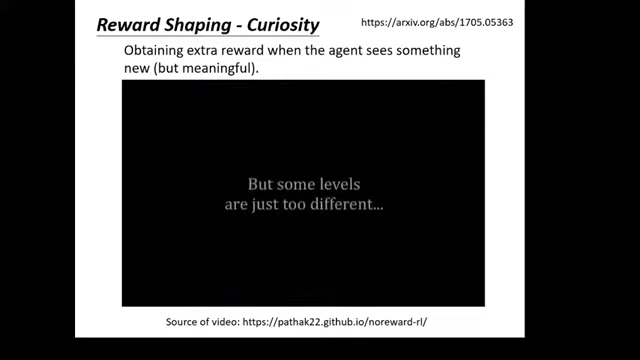 Reward Shaping - Curiosity
https://arxiv.org/abs/1705.05363
Obtaining extra reward when the agent sees something
new (but meaningful).
But some levels
are just too different...
Source of video: https://pathak22.github.io/noreward-rl/